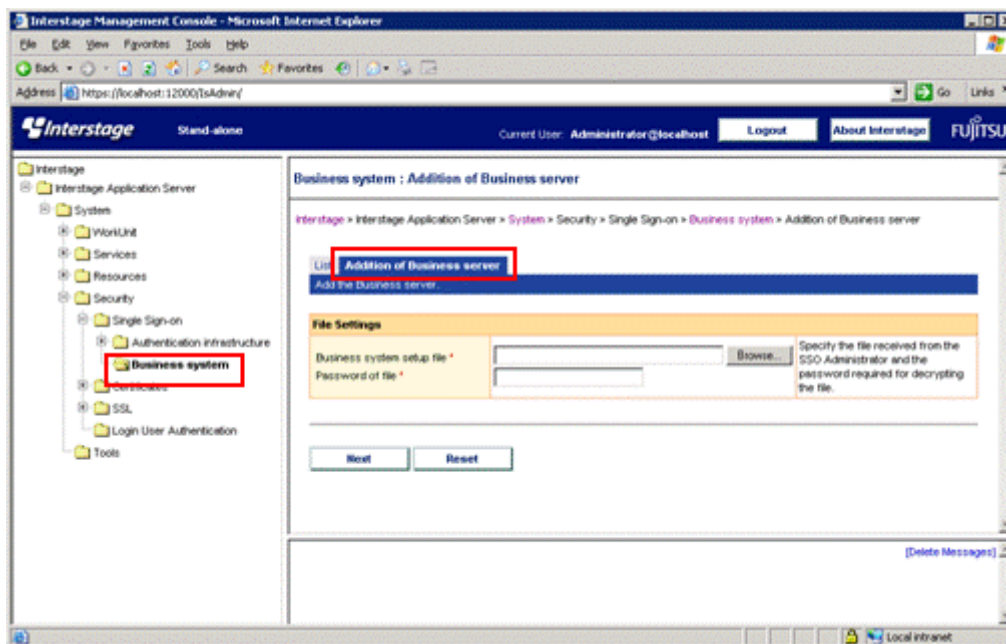 Interstage Management Console - Microsoft Internet Explorer
File Edit View Favorites Tools Help
Back Search Favorites
Address https://localhost:12000/IsAdmin/ Go Links
Interstage Stand-alone Current User: Administrator@localhost Logout About Interstage FUJITSU
Interstage
Interstage Application Server
System
WorkUnit
Services
Resources
Security
Single Sign-on
Authentication infrastructure
Business system
Certificates
SSL
Login User Authentication
Tools
Business system : Addition of Business server
Interstage > Interstage Application Server > System > Security > Single Sign-on > Business system > Addition of Business server
List Addition of Business server
Add the Business server.
File Settings
Business system setup file * Browse...
Password of file *
Specify the file received from the
SSO Administrator and the
password required for decrypting
the file.
Next Reset
[Delete Messages]
Local intranet